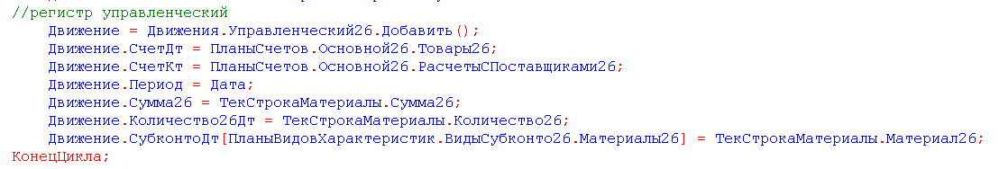 //регистр управленческий
Движение = Движения.Управленческий26.Добавить();
Движение.СчетДт = ПланыСчетов.Основной26.Товары26;
Движение.СчетКт = ПланыСчетов.Основной26.РасчетыСПоставщиками26;
Движение.Период = Дата;
Движение.Сумма26 = ТекСтрокаМатериалы.Сумма26;
Движение.Количество26Дт = ТекСтрокаМатериалы.Количество26;
Движение.СубконтоДт[ПланыВидовХарактеристик.ВидыСубконто26.Материалы26] = ТекСтрокаМатериалы.Материал26;
КонецЦикла;